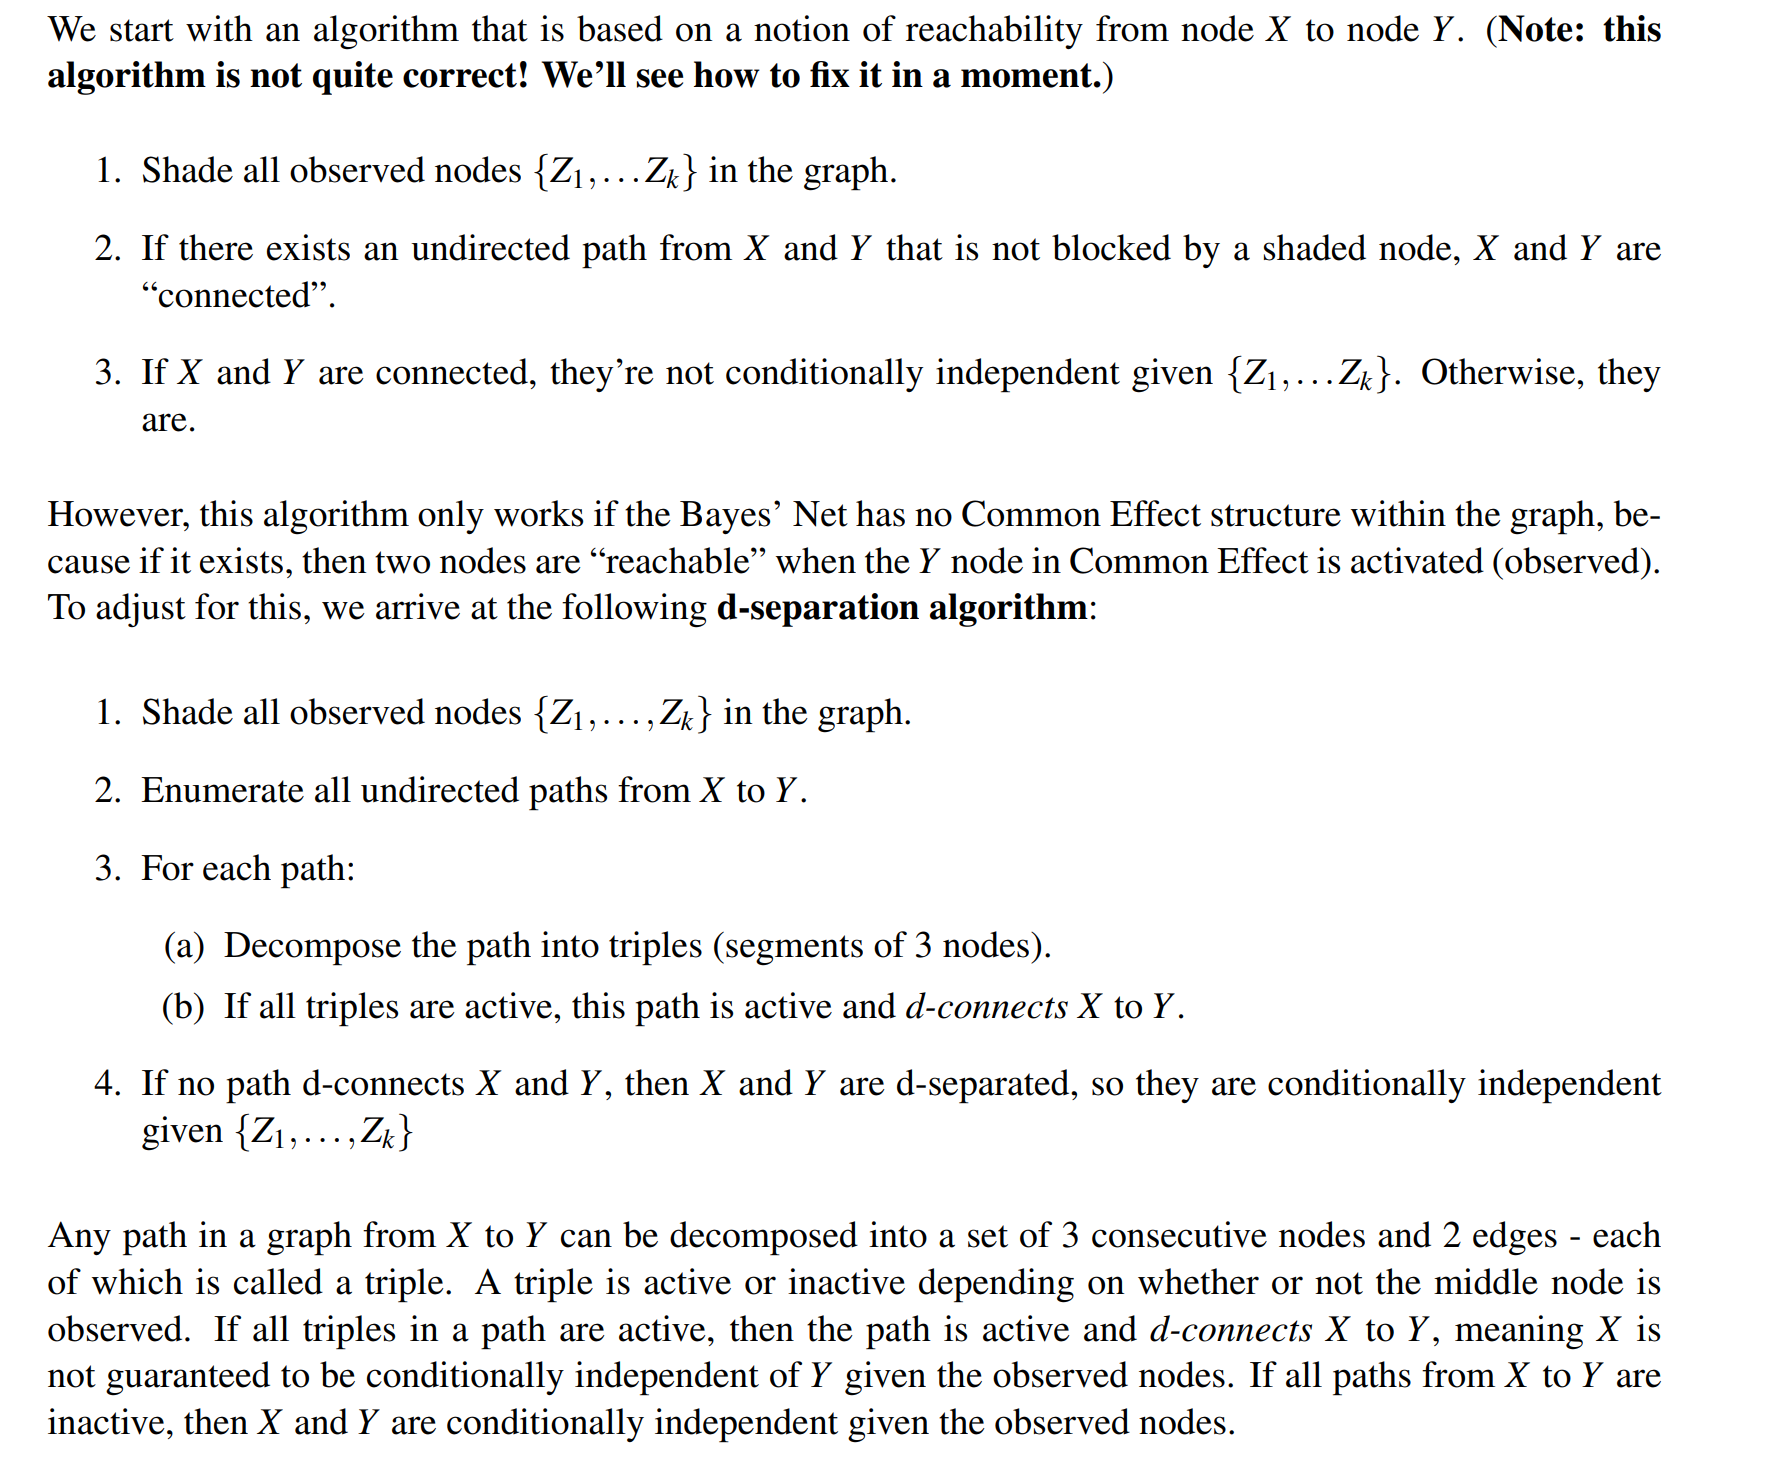 We start with an algorithm that is based on a notion of reachability from node X to node Y. (Note: this
algorithm is not quite correct! We’ll see how to fix it in a moment.)
1. Shade all observed nodes {Z₁,...Zₖ} in the graph.
2. If there exists an undirected path from X and Y that is not blocked by a shaded node, X and Y are
“connected”.
3. If X and Y are connected, they’re not conditionally independent given {Z₁,...Zₖ}. Otherwise, they
are.
However, this algorithm only works if the Bayes’ Net has no Common Effect structure within the graph, be-
cause if it exists, then two nodes are “reachable” when the Y node in Common Effect is activated (observed).
To adjust for this, we arrive at the following d-separation algorithm:
1. Shade all observed nodes {Z₁,...,Zₖ} in the graph.
2. Enumerate all undirected paths from X to Y.
3. For each path:
(a) Decompose the path into triples (segments of 3 nodes).
(b) If all triples are active, this path is active and d-connects X to Y.
4. If no path d-connects X and Y, then X and Y are d-separated, so they are conditionally independent
given {Z₁,...,Zₖ}
Any path in a graph from X to Y can be decomposed into a set of 3 consecutive nodes and 2 edges - each
of which is called a triple. A triple is active or inactive depending on whether or not the middle node is
observed. If all triples in a path are active, then the path is active and d-connects X to Y, meaning X is
not guaranteed to be conditionally independent of Y given the observed nodes. If all paths from X to Y are
inactive, then X and Y are conditionally independent given the observed nodes.